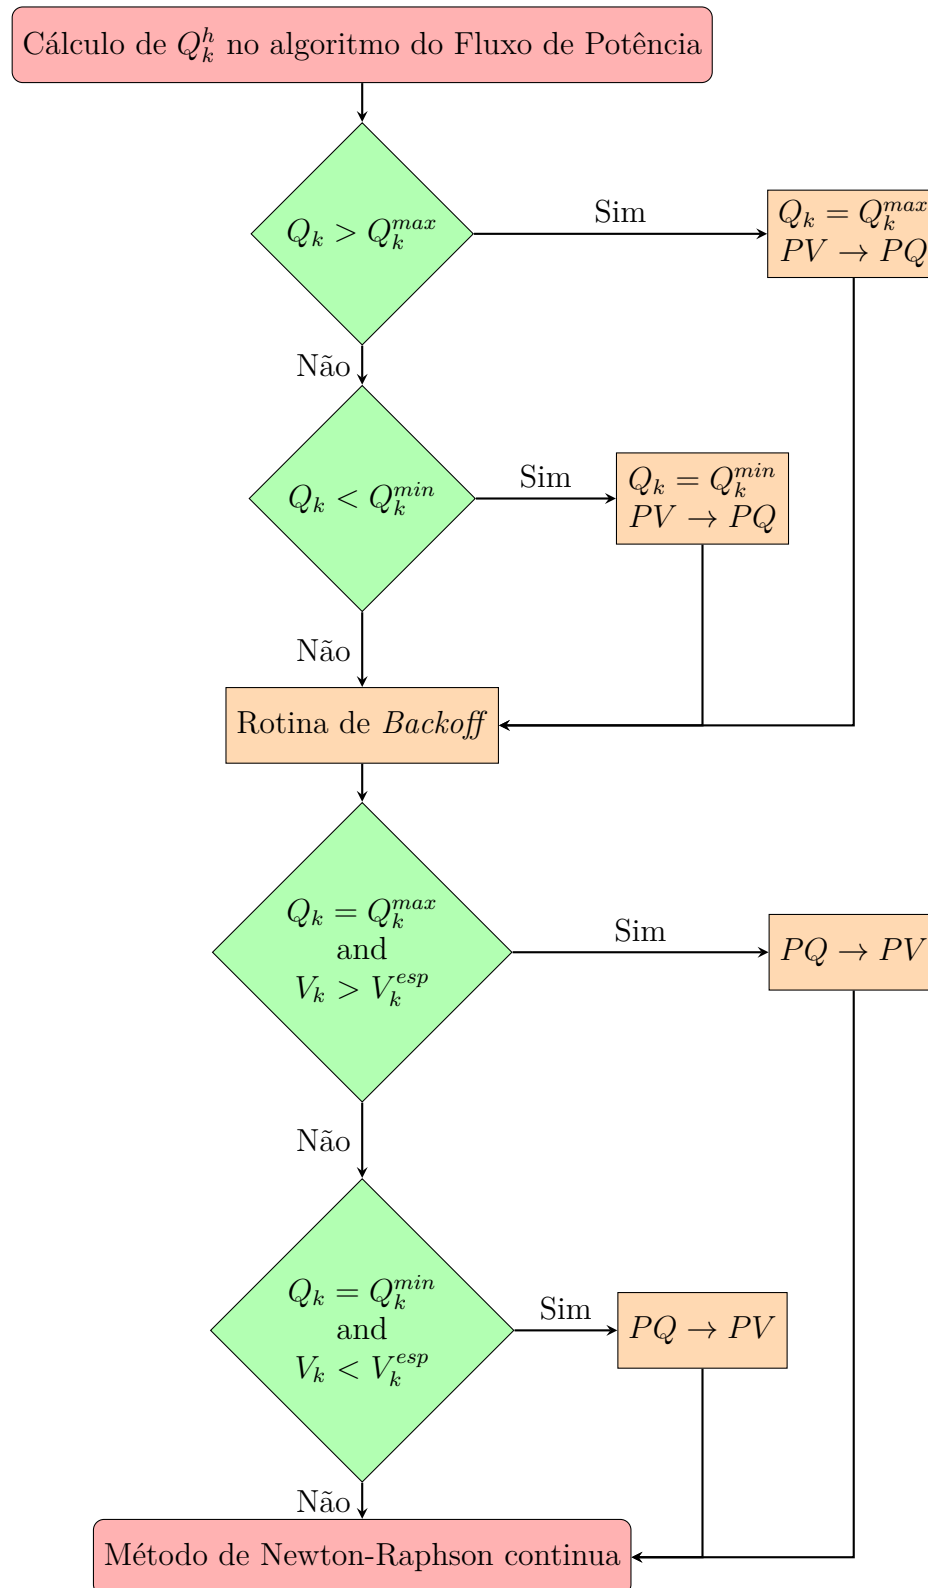 Cálculo de $Q_k^h$ no algoritmo do Fluxo de Potência
$Q_k > Q_k^{max}$
Sim
$Q_k = Q_k^{max}$
$PV \rightarrow PQ$
Não
$Q_k < Q_k^{min}$
Sim
$Q_k = Q_k^{min}$
$PV \rightarrow PQ$
Não
Rotina de Backoff
$Q_k = Q_k^{max}$
and
$V_k > V_k^{esp}$
Sim
$PQ \rightarrow PV$
Não
$Q_k = Q_k^{min}$
and
$V_k < V_k^{esp}$
Sim
$PQ \rightarrow PV$
Não
Método de Newton-Raphson continua